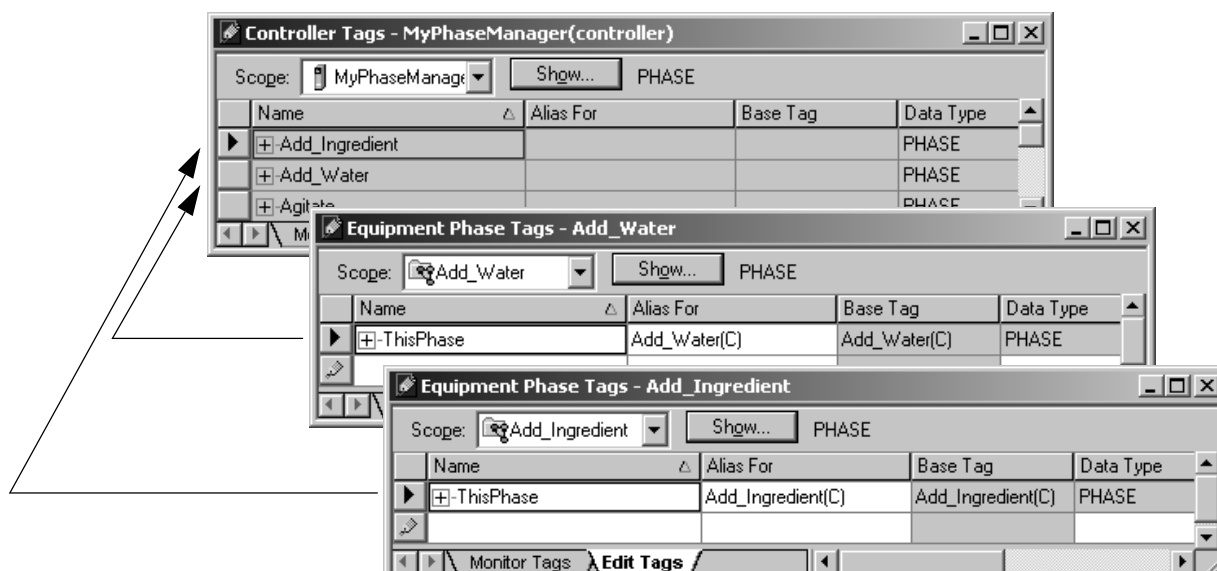 Controller Tags - MyPhaseManager(controller)
Scope: MyPhaseManage Show... PHASE
Name Alias For Base Tag Data Type
Add_Ingredient PHASE
Add_Water PHASE
Agitate PHASE
Equipment Phase Tags - Add_Water
Scope: Add_Water Show... PHASE
Name Alias For Base Tag Data Type
ThisPhase Add_Water(C) Add_Water(C) PHASE
Equipment Phase Tags - Add_Ingredient
Scope: Add_Ingredient Show... PHASE
Name Alias For Base Tag Data Type
ThisPhase Add_Ingredient(C) Add_Ingredient(C) PHASE
Monitor Tags Edit Tags